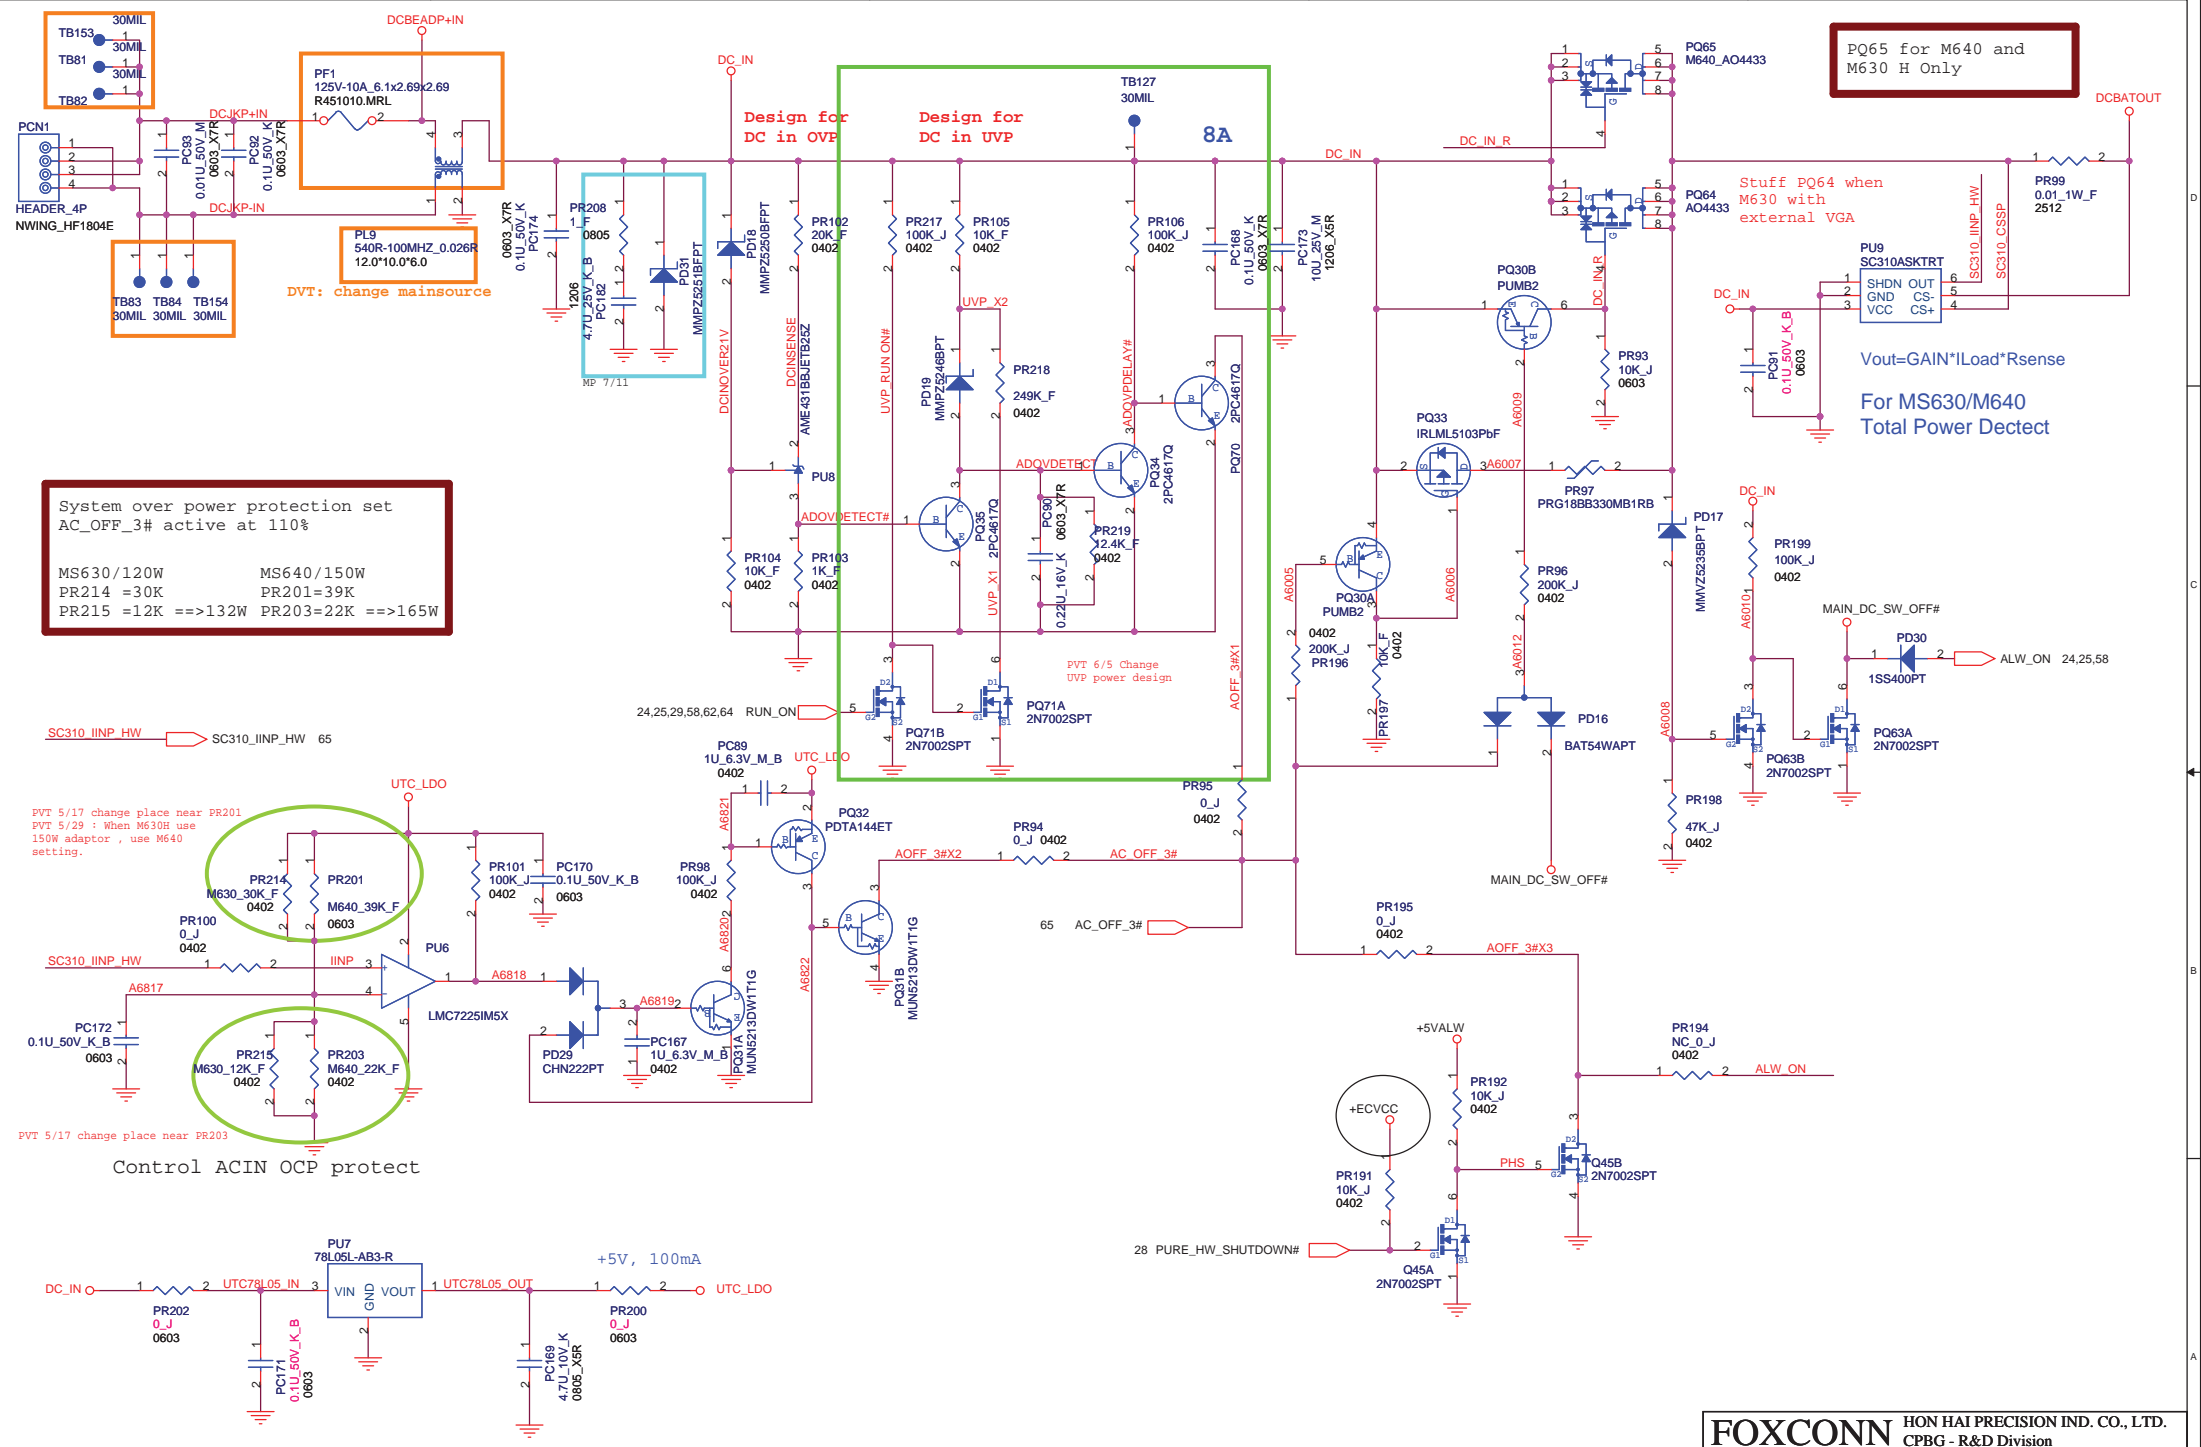 30MIL
TB153 1
30MIL
TB81 1
30MIL
TB82 1
PCN1
1
2
3
4
HEADER_4P
NWING_HF1804E
DCJKP+IN
DCJKP-IN
PC93
0.01U_50V_M
0603_X7R
PC92
0.1U_50V_K
0603_X7R
TB83 TB84 TB154
30MIL 30MIL 30MIL
DCBEADP+IN
PF1
125V-10A_6.1x2.69x2.69
R451010.MRL
PL9
540R-100MHZ_0.026R
12.0*10.0*6.0
DVT: change mainsource
0603_X7R
0.1U_50V_K
PC174
PR208
1_F
0805
1206
4.7U_25V_K_B
PC182
PD31
MMPZ5251BFPT
MP 7/11
DC_IN
PD18
MMPZ5250BFPT
DCINOVER21V
Design for
DC in OVP
PR102
20K_F
0402
DCINSENSE
AME431BBJETB25Z
PU8
ADOVDETECT#
PR104
10K_F
0402
PR103
1K_F
0402
Design for
DC in UVP
PR217
100K_J
0402
PR105
10K_F
0402
UVP_RUN ON#
UVP_X2
PD19
MMPZ5246BPT
PR218
249K_F
0402
ADOVDETECT
PQ35
2PC4617Q
UVP_X1
PC90
0603_X7R
0.22U_16V_K
PR219
12.4K_F
0402
TB127
30MIL
8A
PR106
100K_J
0402
ADOVPDELAY#
PQ34
2PC4617Q
PQ70
2PC4617Q
PC168
0.1U_50V_K
0603_X7R
PC173
10U_25V_M
1206_X5R
PVT 6/5 Change
UVP power design
24,25,29,58,62,64 RUN_ON
PQ71B
2N7002SPT
PQ71A
2N7002SPT
AOFF_3#X1
DC_IN
DC_IN_R
PQ65
M640_AO4433
PQ65 for M640 and
M630 H Only
DCBATOUT
PQ64
AO4433
Stuff PQ64 when
M630 with
external VGA
SC310_IINP_HW
SC310_CSSP
PR99
0.01_1W_F
2512
PU9
SC310ASKTRT
SHDN OUT
GND CS-
VCC CS+
DC_IN
PC91
0.1U_50V_K_B
0603
Vout=GAIN*ILoad*Rsense
For MS630/M640
Total Power Dectect
PQ30B
PUMB2
DC_IN_R
PR93
10K_J
0603
A6009
PQ33
IRLML5103PbF
A6007
PR97
PRG18BB330MB1RB
PQ30A
PUMB2
A6005
A6006
0402
200K_J
PR196
10K_F
0402
PR197
PR96
200K_J
0402
A6012
PD16
BAT54WAPT
MAIN_DC_SW_OFF#
PD17
MMVZ5235BPT
A6008
PR198
47K_J
0402
DC_IN
PR199
100K_J
0402
A6010
MAIN_DC_SW_OFF#
PD30
1SS400PT
ALW_ON 24,25,58
PQ63B
2N7002SPT
PQ63A
2N7002SPT
System over power protection set
AC_OFF_3# active at 110%
MS630/120W MS640/150W
PR214 =30K PR201=39K
PR215 =12K ==>132W PR203=22K ==>165W
SC310_IINP_HW SC310_IINP_HW 65
PVT 5/17 change place near PR201
PVT 5/29 : When M630H use
150W adaptor , use M640
setting.
UTC_LDO
PR214
M630_30K_F
0402
PR201
M640_39K_F
0603
PR100
0_J
0402
SC310_IINP_HW
IINP
A6817
PC172
0.1U_50V_K_B
0603
PR215
M630_12K_F
0402
PR203
M640_22K_F
0402
PVT 5/17 change place near PR203
Control ACIN OCP protect
PU6
LMC7225IM5X
PR101
100K_J
0402
PC170
0.1U_50V_K_B
0603
A6818
PD29
CHN222PT
A6819
PC167
1U_6.3V_M_B
0402
PQ31A
MUN5213DW1T1G
PC89
1U_6.3V_M_B
0402
UTC_LDO
A6821
PQ32
PDTA144ET
PR98
100K_J
0402
A6820
A6822
PQ31B
MUN5213DW1T1G
AOFF_3#X2
PR94
0_J 0402
AC_OFF_3#
PR95
0_J
0402
65 AC_OFF_3#
PR195
0_J
0402
AOFF_3#X3
PR194
NC_0_J
0402
ALW_ON
+5VALW
PR192
10K_J
0402
+ECVCC
PR191
10K_J
0402
PHS
Q45B
2N7002SPT
28 PURE_HW_SHUTDOWN#
Q45A
2N7002SPT
DC_IN
PR202
0_J
0603
UTC78L05_IN
PC171
0.1U_50V_K_B
0603
PU7
78L05L-AB3-R
VIN GND VOUT
UTC78L05_OUT
PC169
4.7U_10V_K
0805_X5R
+5V, 100mA
PR200
0_J
0603
UTC_LDO
D
C
B
A
FOXCONN HON HAI PRECISION IND. CO., LTD.
CPBG - R&D Division